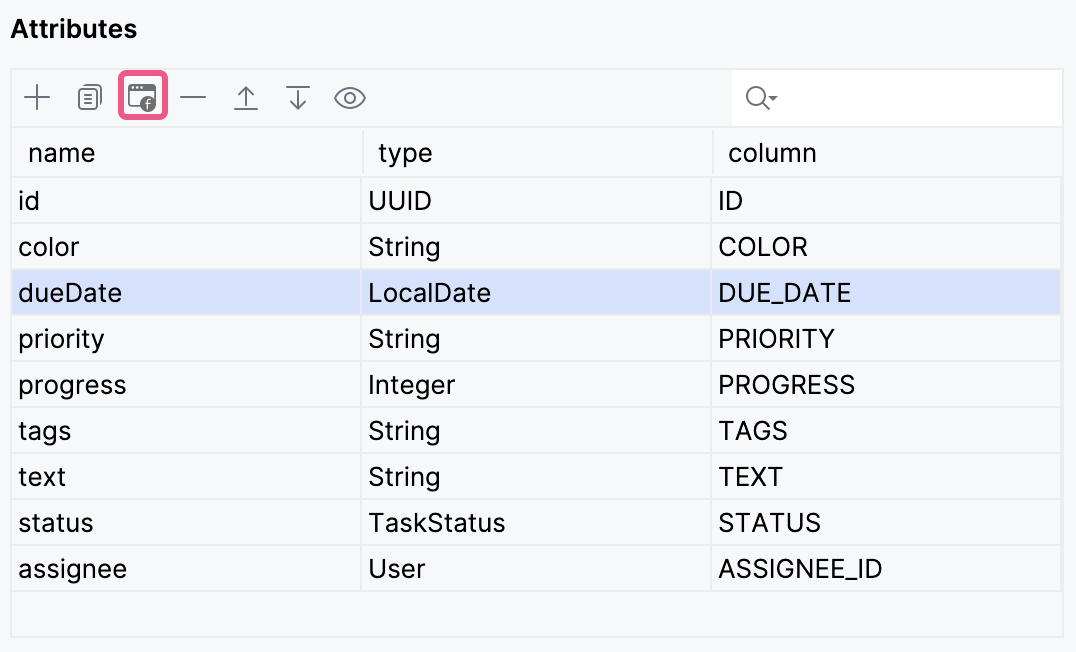 Attributes
name type column
id UUID ID
color String COLOR
dueDate LocalDate DUE_DATE
priority String PRIORITY
progress Integer PROGRESS
tags String TAGS
text String TEXT
status TaskStatus STATUS
assignee User ASSIGNEE_ID